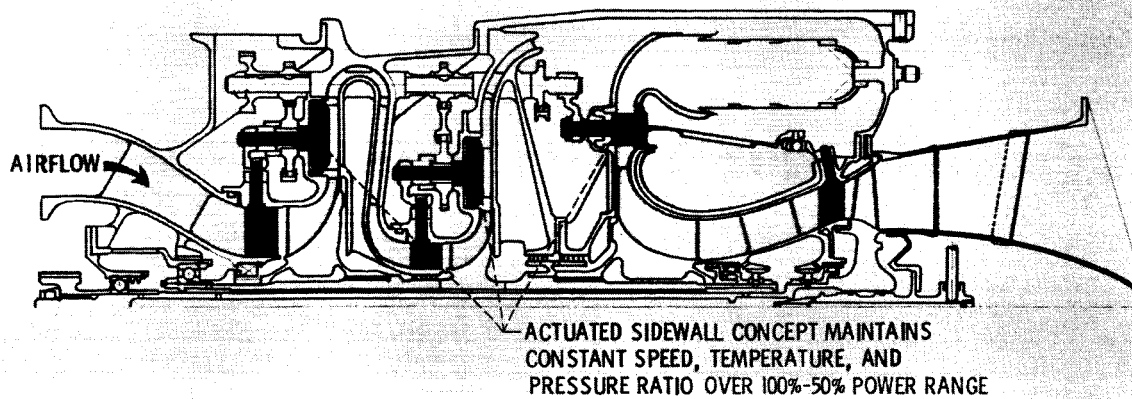 AIRFLOW
ACTUATED SIDEWALL CONCEPT MAINTAINS
CONSTANT SPEED, TEMPERATURE, AND
PRESSURE RATIO OVER 100%-50% POWER RANGE